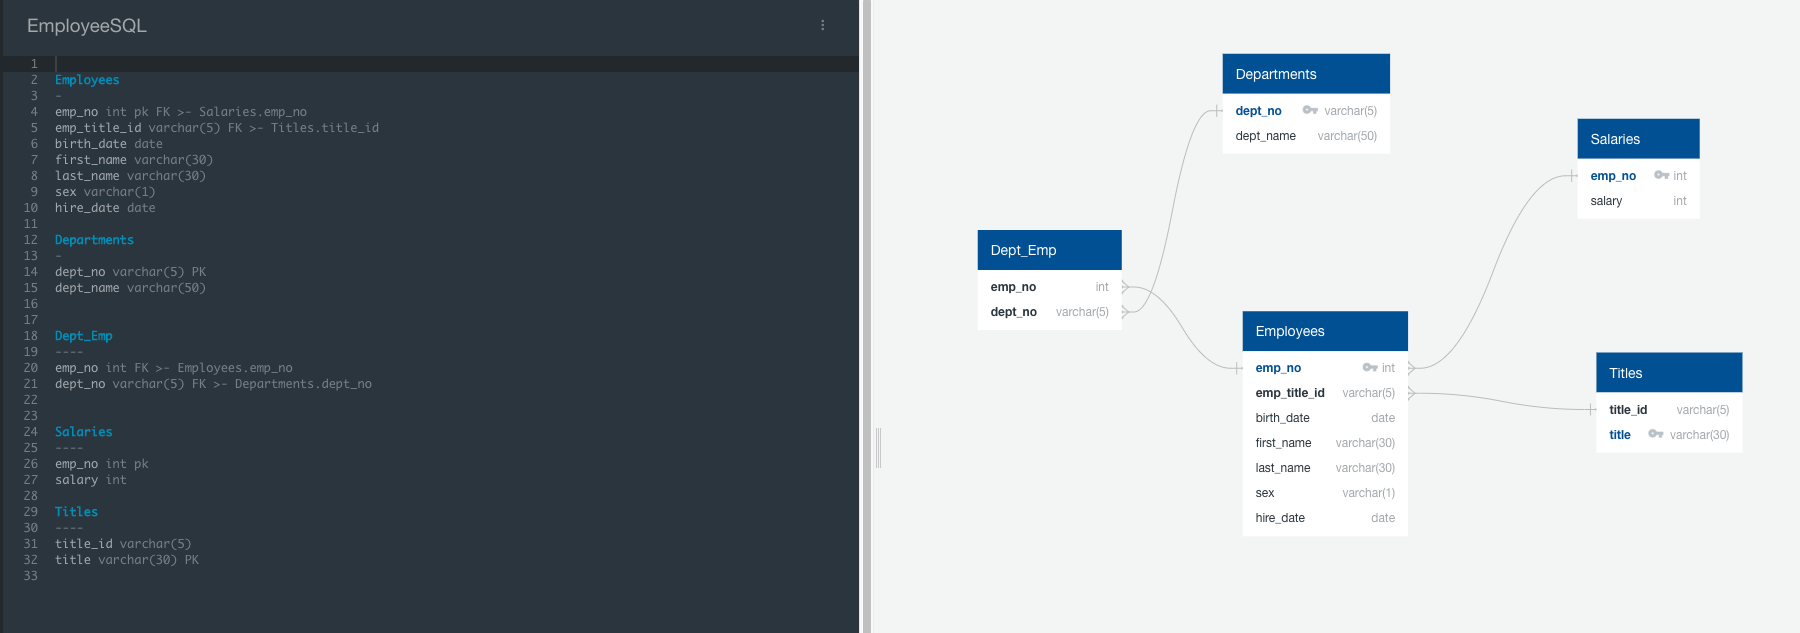 EmployeeSQL
1
2 Employees
3 -
4 emp_no int pk FK >- Salaries.emp_no
5 emp_title_id varchar(5) FK >- Titles.title_id
6 birth_date date
7 first_name varchar(30)
8 last_name varchar(30)
9 sex varchar(1)
10 hire_date date
11
12 Departments
13 -
14 dept_no varchar(5) PK
15 dept_name varchar(50)
16
17
18 Dept_Emp
19 ----
20 emp_no int FK >- Employees.emp_no
21 dept_no varchar(5) FK >- Departments.dept_no
22
23
24 Salaries
25 ----
26 emp_no int pk
27 salary int
28
29 Titles
30 ----
31 title_id varchar(5)
32 title varchar(30) PK
33
Departments
dept_no varchar(5)
dept_name varchar(50)
Salaries
emp_no int
salary int
Dept_Emp
emp_no int
dept_no varchar(5)
Employees
emp_no int
emp_title_id varchar(5)
birth_date date
first_name varchar(30)
last_name varchar(30)
sex varchar(1)
hire_date date
Titles
title_id varchar(5)
title varchar(30)